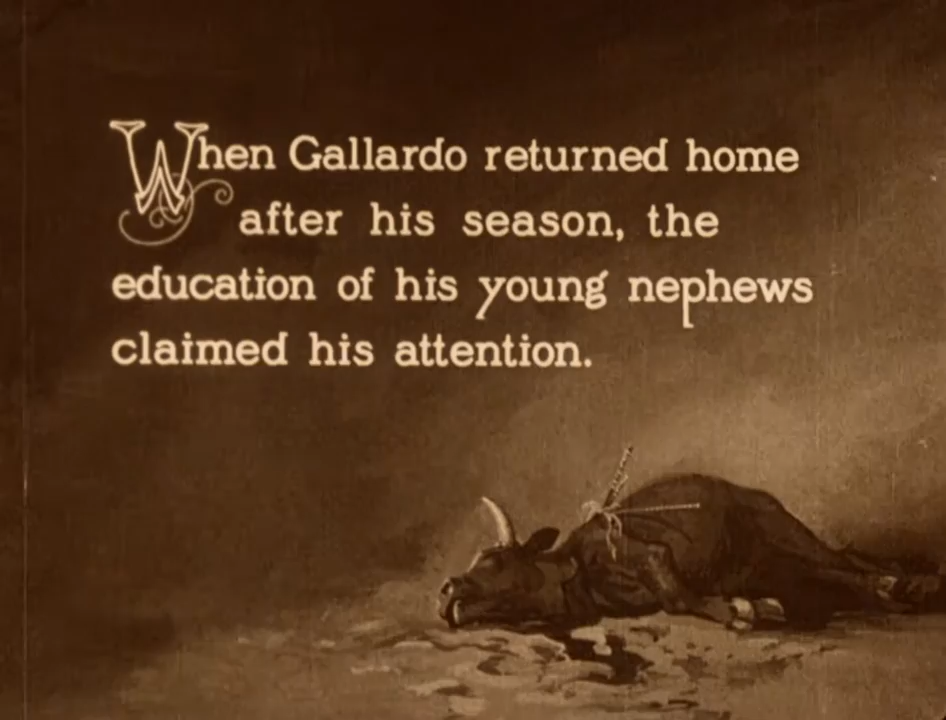 When Gallardo returned home
after his season, the
education of his young nephews
claimed his attention.